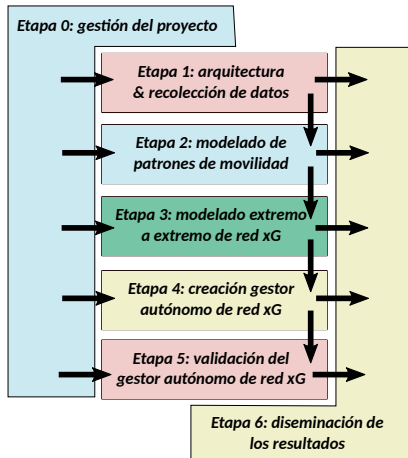 Etapa 0: gestión del proyecto
Etapa 1: arquitectura
& recolección de datos
Etapa 2: modelado de
patrones de movilidad
Etapa 3: modelado extremo
a extremo de red xG
Etapa 4: creación gestor
autónomo de red xG
Etapa 5: validación del
gestor autónomo de red xG
Etapa 6: diseminación de
los resultados